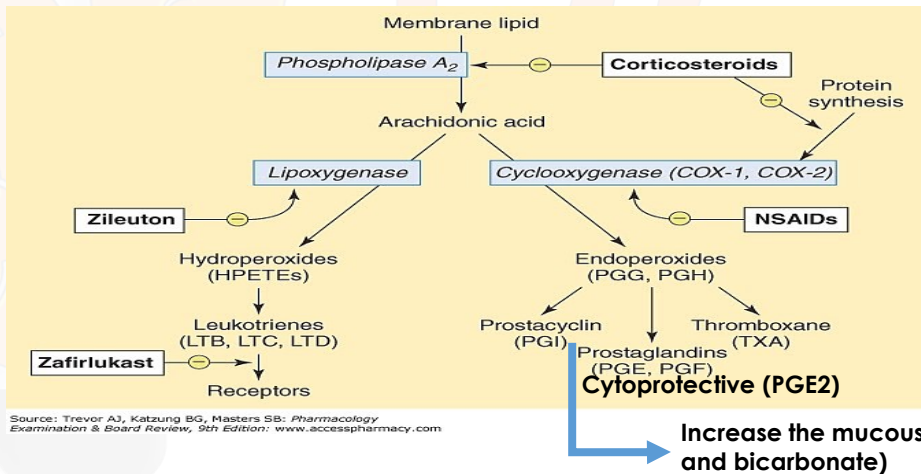 Membrane lipid
Phospholipase A2
Corticosteroids
Protein
synthesis
Arachidonic acid
Lipoxygenase
Cyclooxygenase (COX-1, COX-2)
Zileuton
NSAIDs
Hydroperoxides
(HPETEs)
Endoperoxides
(PGG, PGH)
Leukotrienes
(LTB, LTC, LTD)
Prostacyclin
(PGI)
Thromboxane
(TXA)
Prostaglandins
(PGE, PGF)
Zafirlukast
Receptors
Cytoprotective (PGE2)
Source: Trevor AJ, Katzung BG, Masters SB: Pharmacology
Examination & Board Review, 9th Edition: www.accesspharmacy.com
Increase the mucous
and bicarbonate)